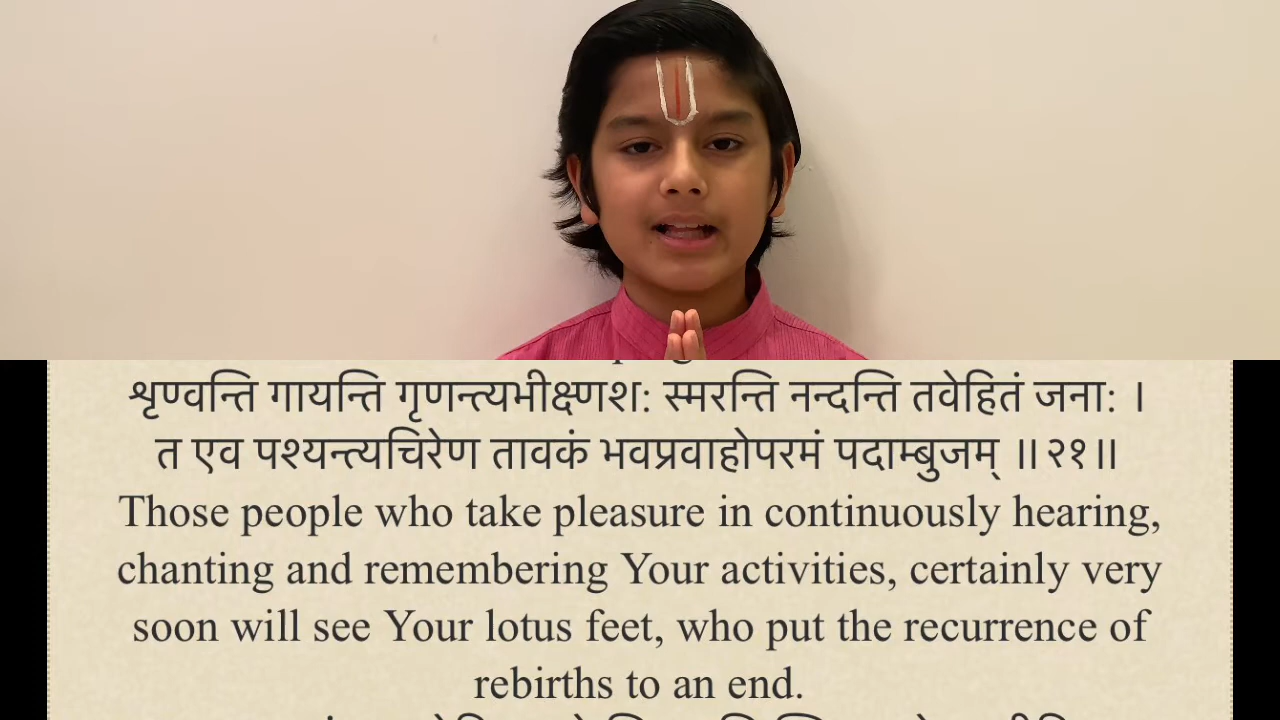 शृण्वन्ति गायन्ति गृणन्त्यभीक्ष्णशः स्मरन्ति नन्दन्ति तवेहितं जनाः ।
त एव पश्यन्त्यचिरेण तावकं भवप्रवाहोपरमं पदाम्बुजम् ॥२१॥
Those people who take pleasure in continuously hearing,
chanting and remembering Your activities, certainly very
soon will see Your lotus feet, who put the recurrence of
rebirths to an end.